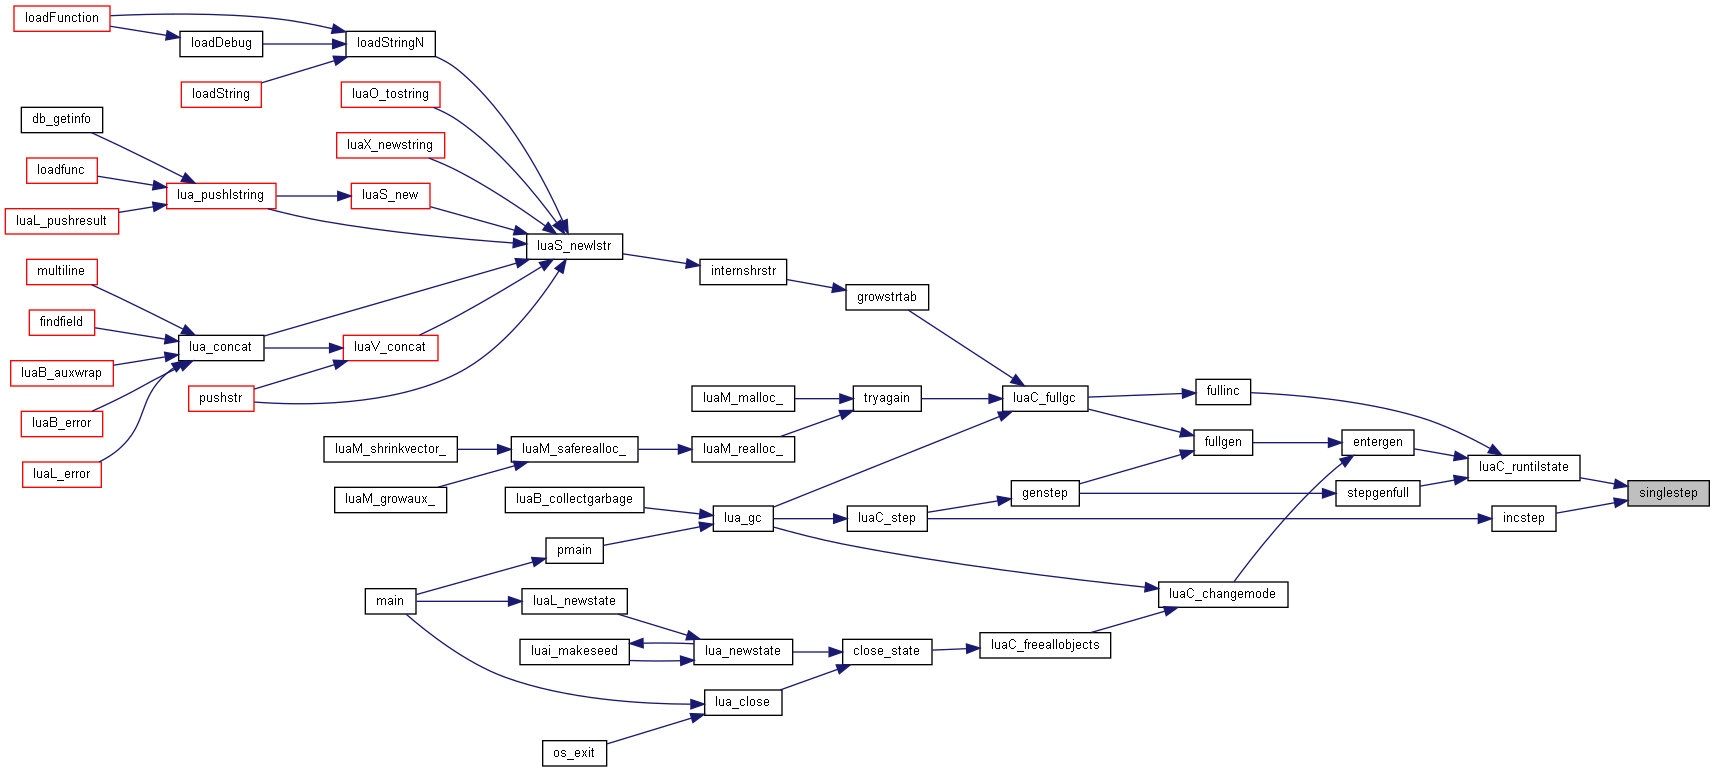 loadFunction
loadDebug
loadStringN
loadString
luaO_tostring
db_getinfo
luaX_newstring
loadfunc
lua_pushlstring
luaS_new
luaL_pushresult
luaS_newlstr
multiline
internshrstr
growstrtab
findfield
lua_concat
luaV_concat
luaB_auxwrap
pushstr
luaB_error
luaL_error
luaM_malloc_
tryagain
luaC_fullgc
fullinc
luaM_shrinkvector_
luaM_saferealloc_
luaM_realloc_
fullgen
entergen
luaC_runtilstate
luaM_growaux_
luaB_collectgarbage
genstep
stepgenfull
singlestep
lua_gc
luaC_step
incstep
pmain
main
luaL_newstate
luaC_changemode
luai_makeseed
lua_newstate
close_state
luaC_freeallobjects
lua_close
os_exit